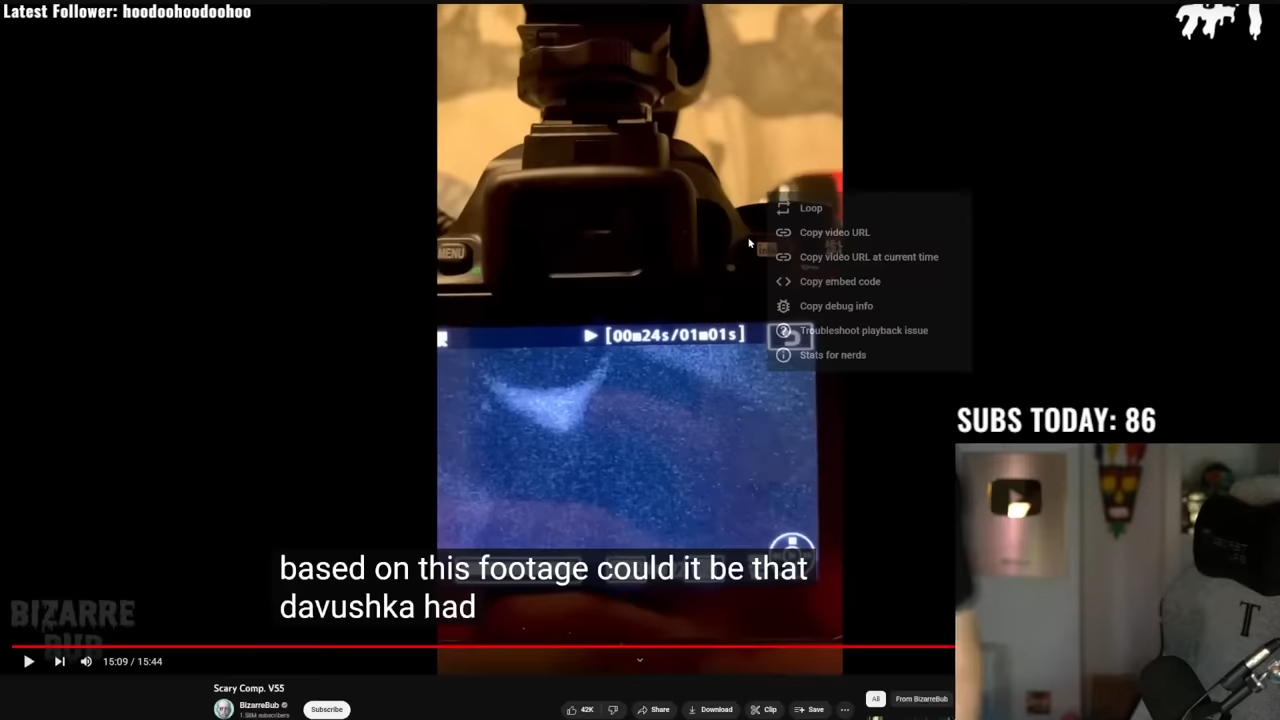 Latest Follower: hoodoohoodoohoo
MENU
[00m24s/01m01s]
Loop
Copy video URL
Copy video URL at current time
Copy embed code
Copy debug info
Troubleshoot playback issue
Stats for nerds
SUBS TODAY: 86
based on this footage could it be that
davushka had
BIZARRE
BUB
15:09 / 15:44
Scary Comp. V55
BizarreBub
1.58M subscribers
Subscribe
42K
Share
Download
Clip
Save
All
From BizarreBub
T